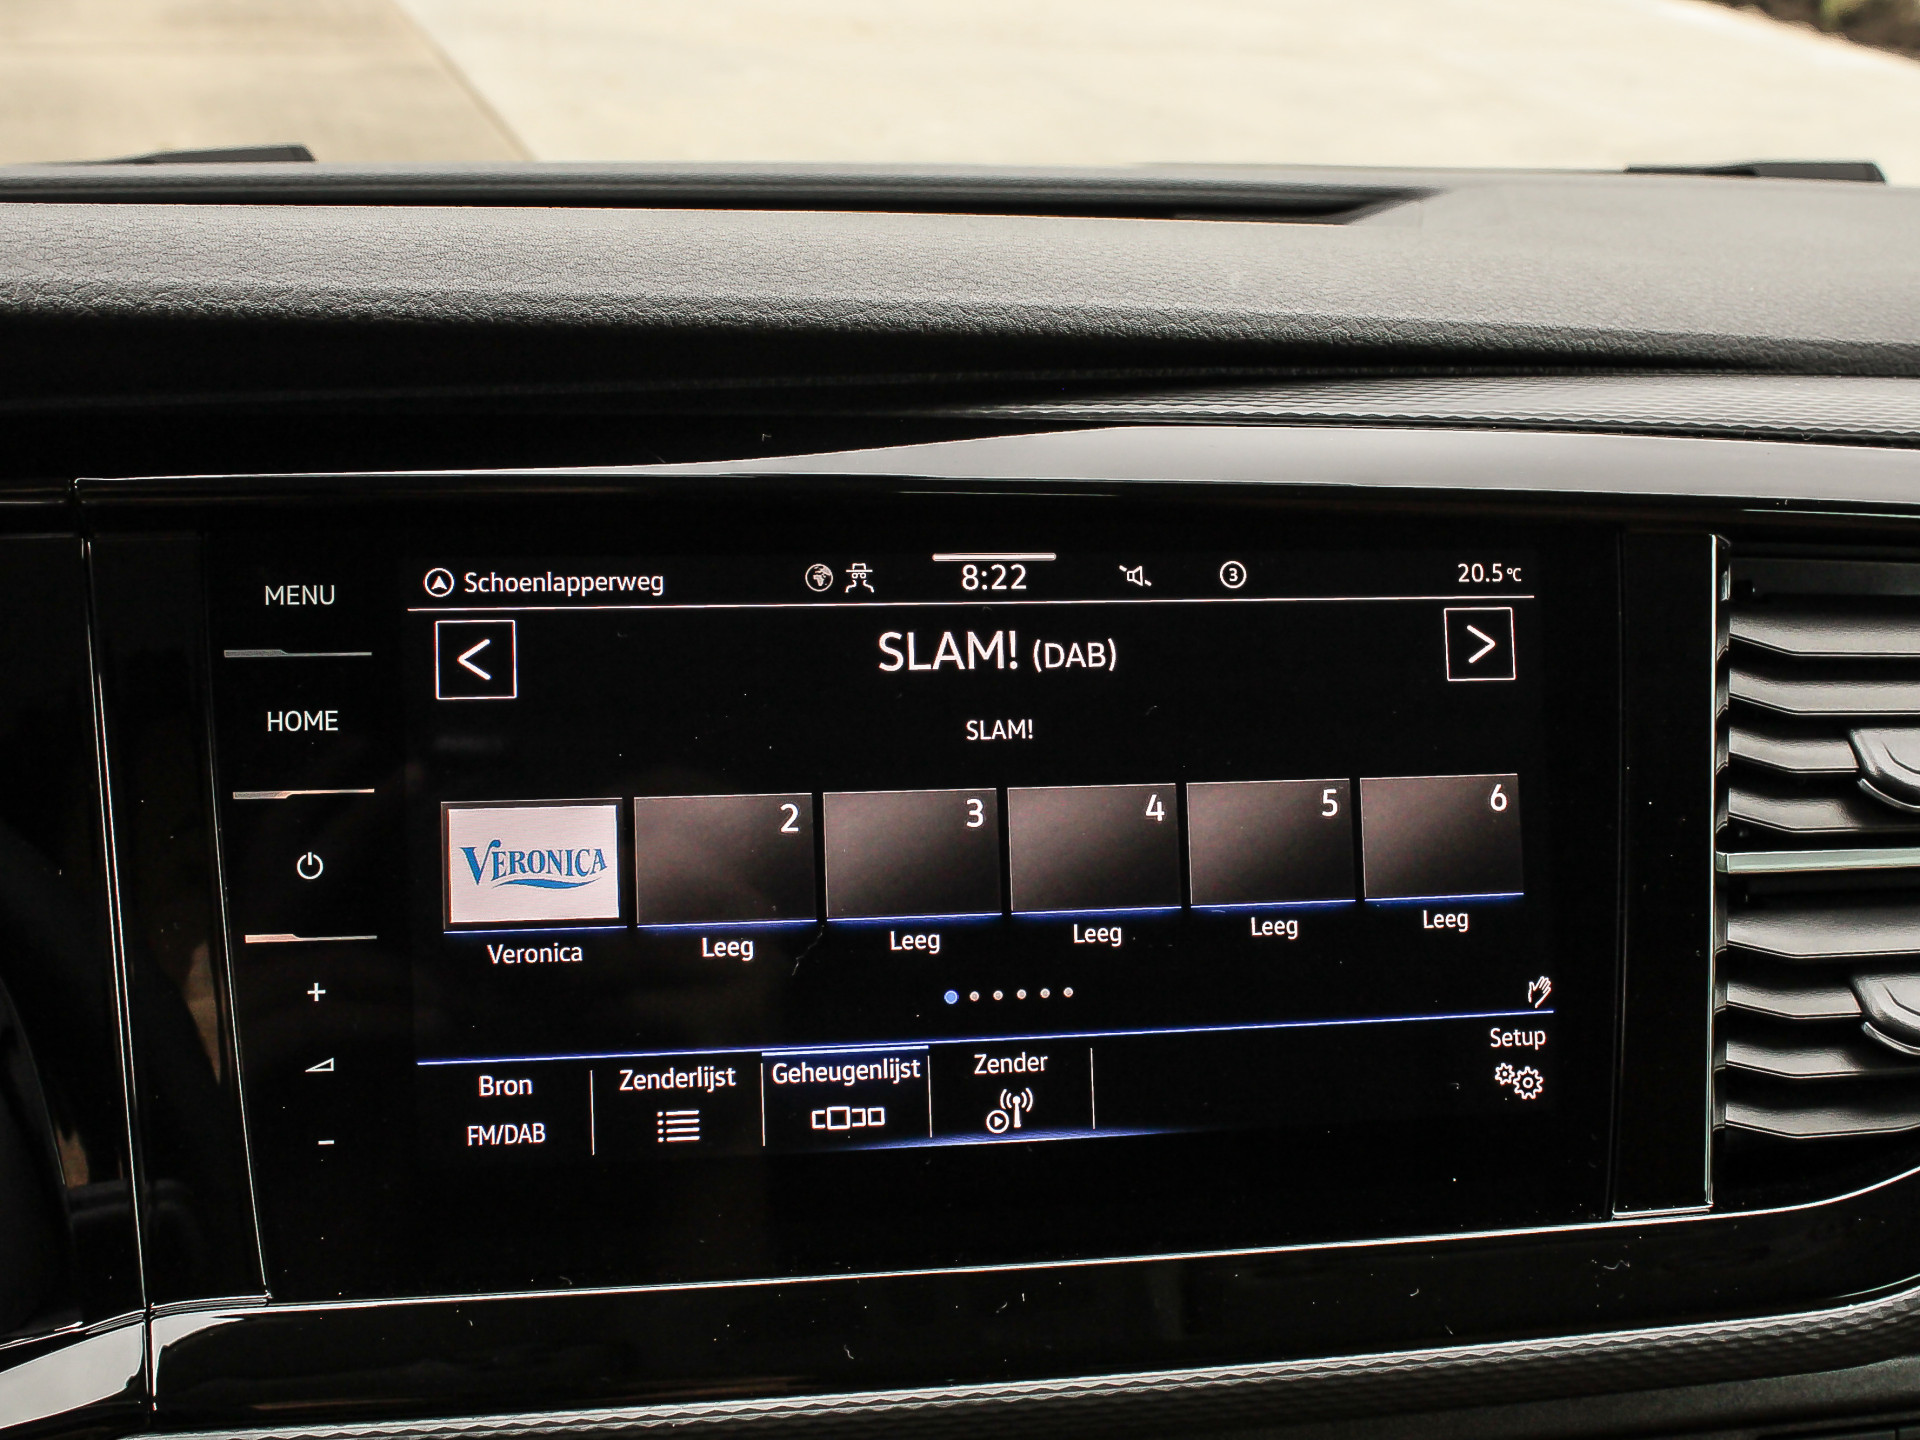 MENU
HOME
+
-
Schoenlapperweg
8:22
3
20.5°C
<
SLAM! (DAB)
>
SLAM!
VERONICA
2
3
4
5
6
Veronica
Leeg
Leeg
Leeg
Leeg
Leeg
Bron
FM/DAB
Zenderlijst
Geheugenlijst
Zender
Setup